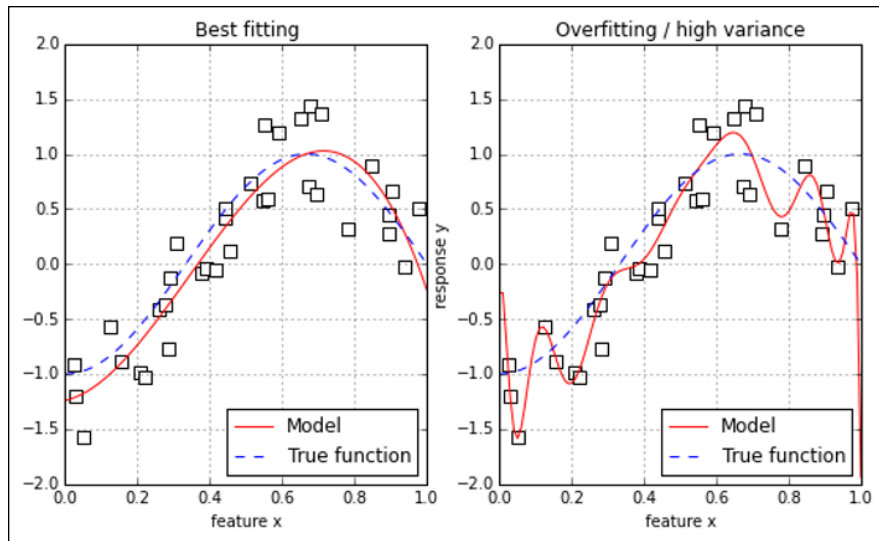 Best fitting
2.0
1.5
1.0
0.5
0.0
−0.5
−1.0
−1.5
−2.0
0.0 0.2 0.4 0.6 0.8 1.0
feature x
Model
True function
Overfitting / high variance
response y
2.0
1.5
1.0
0.5
0.0
−0.5
−1.0
−1.5
−2.0
0.0 0.2 0.4 0.6 0.8 1.0
feature x
Model
True function